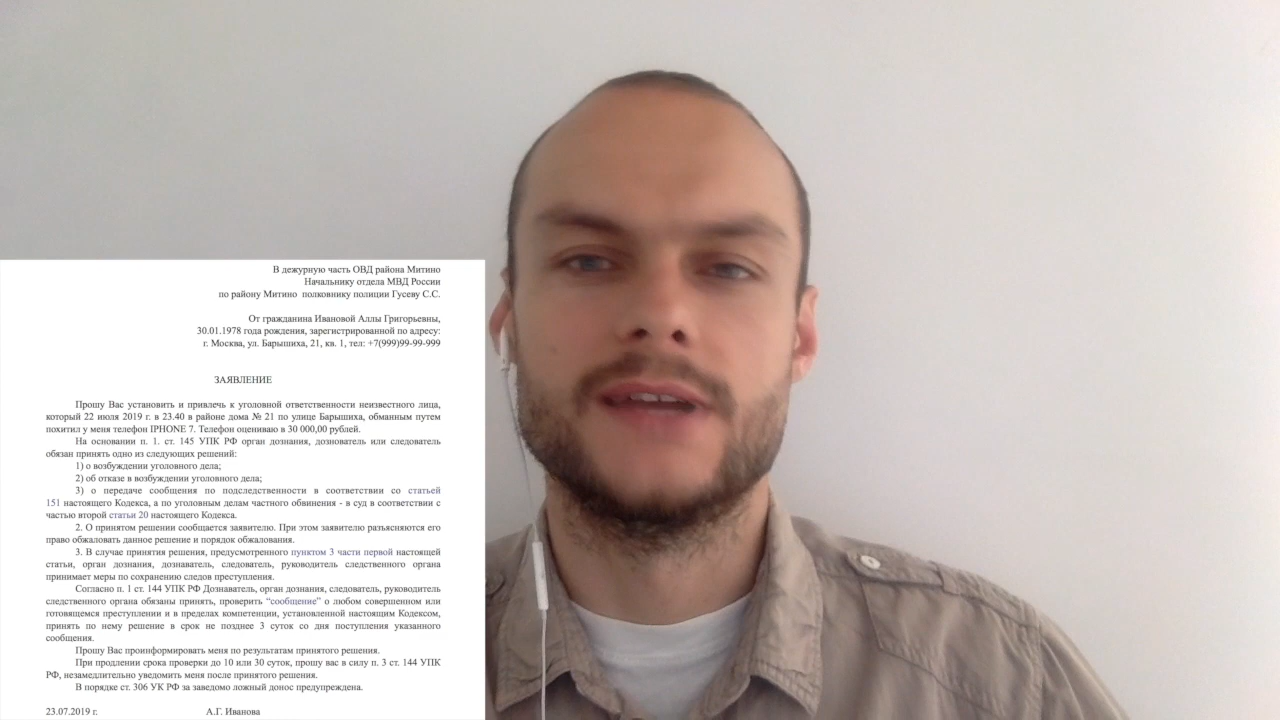 В дежурную часть ОВД района Митино
Начальнику отдела МВД России
по району Митино полковнику полиции Гусеву С.С.
От гражданина Ивановой Аллы Григорьевны,
30.01.1978 года рождения, зарегистрированной по адресу:
г. Москва, ул. Барышиха, 21, кв. 1, тел: +7(999)99-99-999
ЗАЯВЛЕНИЕ
Прошу Вас установить и привлечь к уголовной ответственности неизвестного лица,
который 22 июля 2019 г. в 23.40 в районе дома № 21 по улице Барышиха, обманным путем
похитил у меня телефон IPHONE 7. Телефон оцениваю в 30 000,00 рублей.
На основании п. 1. ст. 145 УПК РФ орган дознания, дознователь или следователь
обязан принять одно из следующих решений:
1) о возбуждении уголовного дела;
2) об отказе в возбуждении уголовного дела;
3) о передаче сообщения по подследственности в соответствии со статьей
151 настоящего Кодекса, а по уголовным делам частного обвинения - в суд в соответствии с
частью второй статьи 20 настоящего Кодекса.
2. О принятом решении сообщается заявителю. При этом заявителю разъясняются его
право обжаловать данное решение и порядок обжалования.
3. В случае принятия решения, предусмотренного пунктом 3 части первой настоящей
статьи, орган дознания, дознаватель, следователь, руководитель следственного органа
принимает меры по сохранению следов преступления.
Согласно п. 1 ст. 144 УПК РФ Дознаватель, орган дознания, следователь, руководитель
следственного органа обязаны принять, проверить “сообщение” о любом совершенном или
готовящемся преступлении и в пределах компетенции, установленной настоящим Кодексом,
принять по нему решение в срок не позднее 3 суток со дня поступления указанного
сообщения.
Прошу Вас проинформировать меня по результатам принятого решения.
При продлении срока проверки до 10 или 30 суток, прошу вас в силу п. 3 ст. 144 УПК
РФ, незамедлительно уведомить меня после принятого решения.
В порядке ст. 306 УК РФ за заведомо ложный донос предупреждена.
23.07.2019 г. А.Г. Иванова